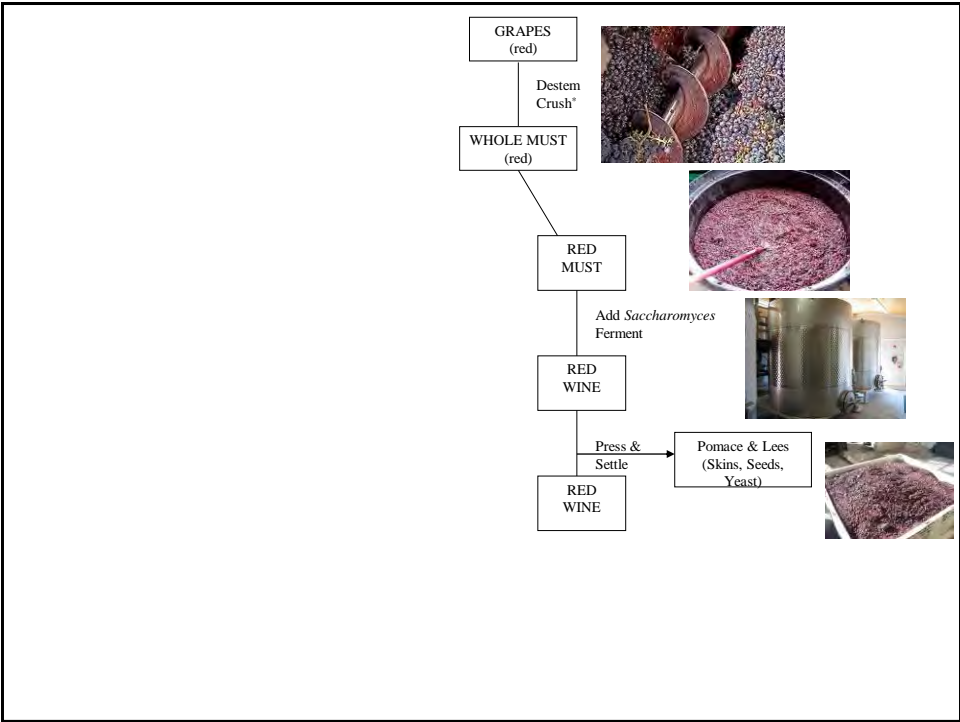 GRAPES
(red)
Destem
Crush*
WHOLE MUST
(red)
RED
MUST
Add Saccharomyces
Ferment
RED
WINE
Press &
Settle
Pomace & Lees
(Skins, Seeds,
Yeast)
RED
WINE